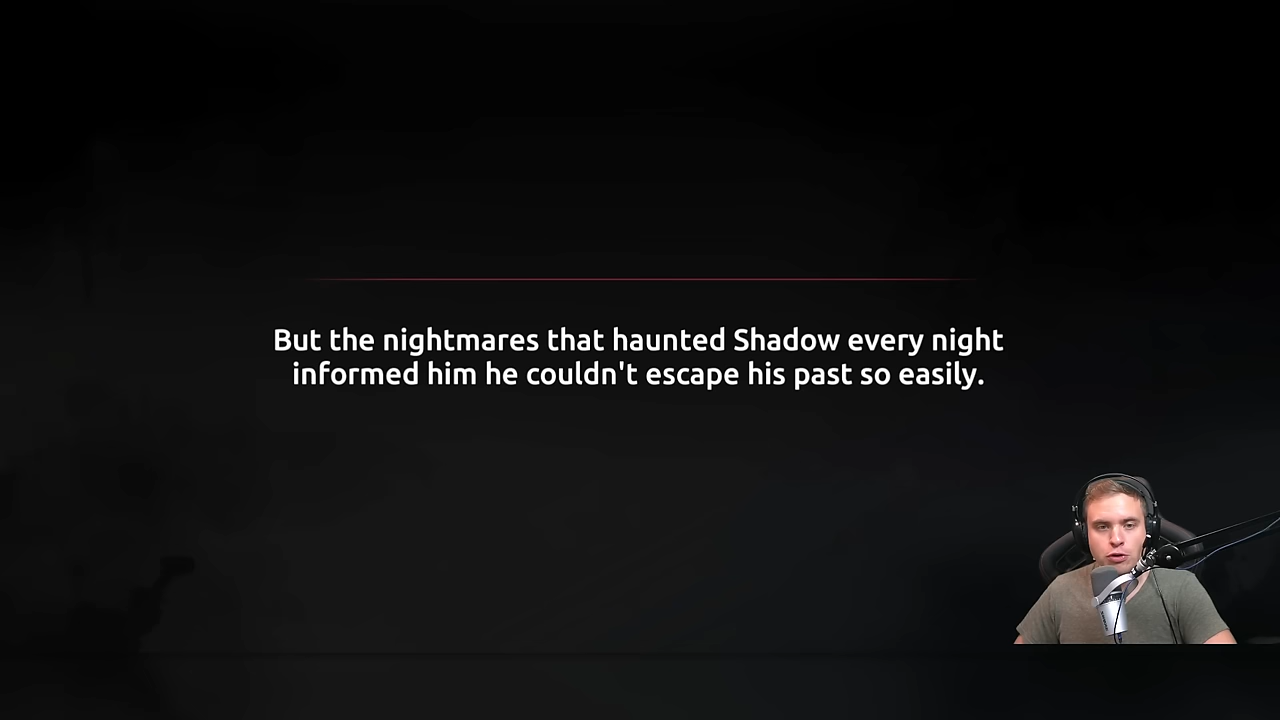 But the nightmares that haunted Shadow every night
informed him he couldn't escape his past so easily.